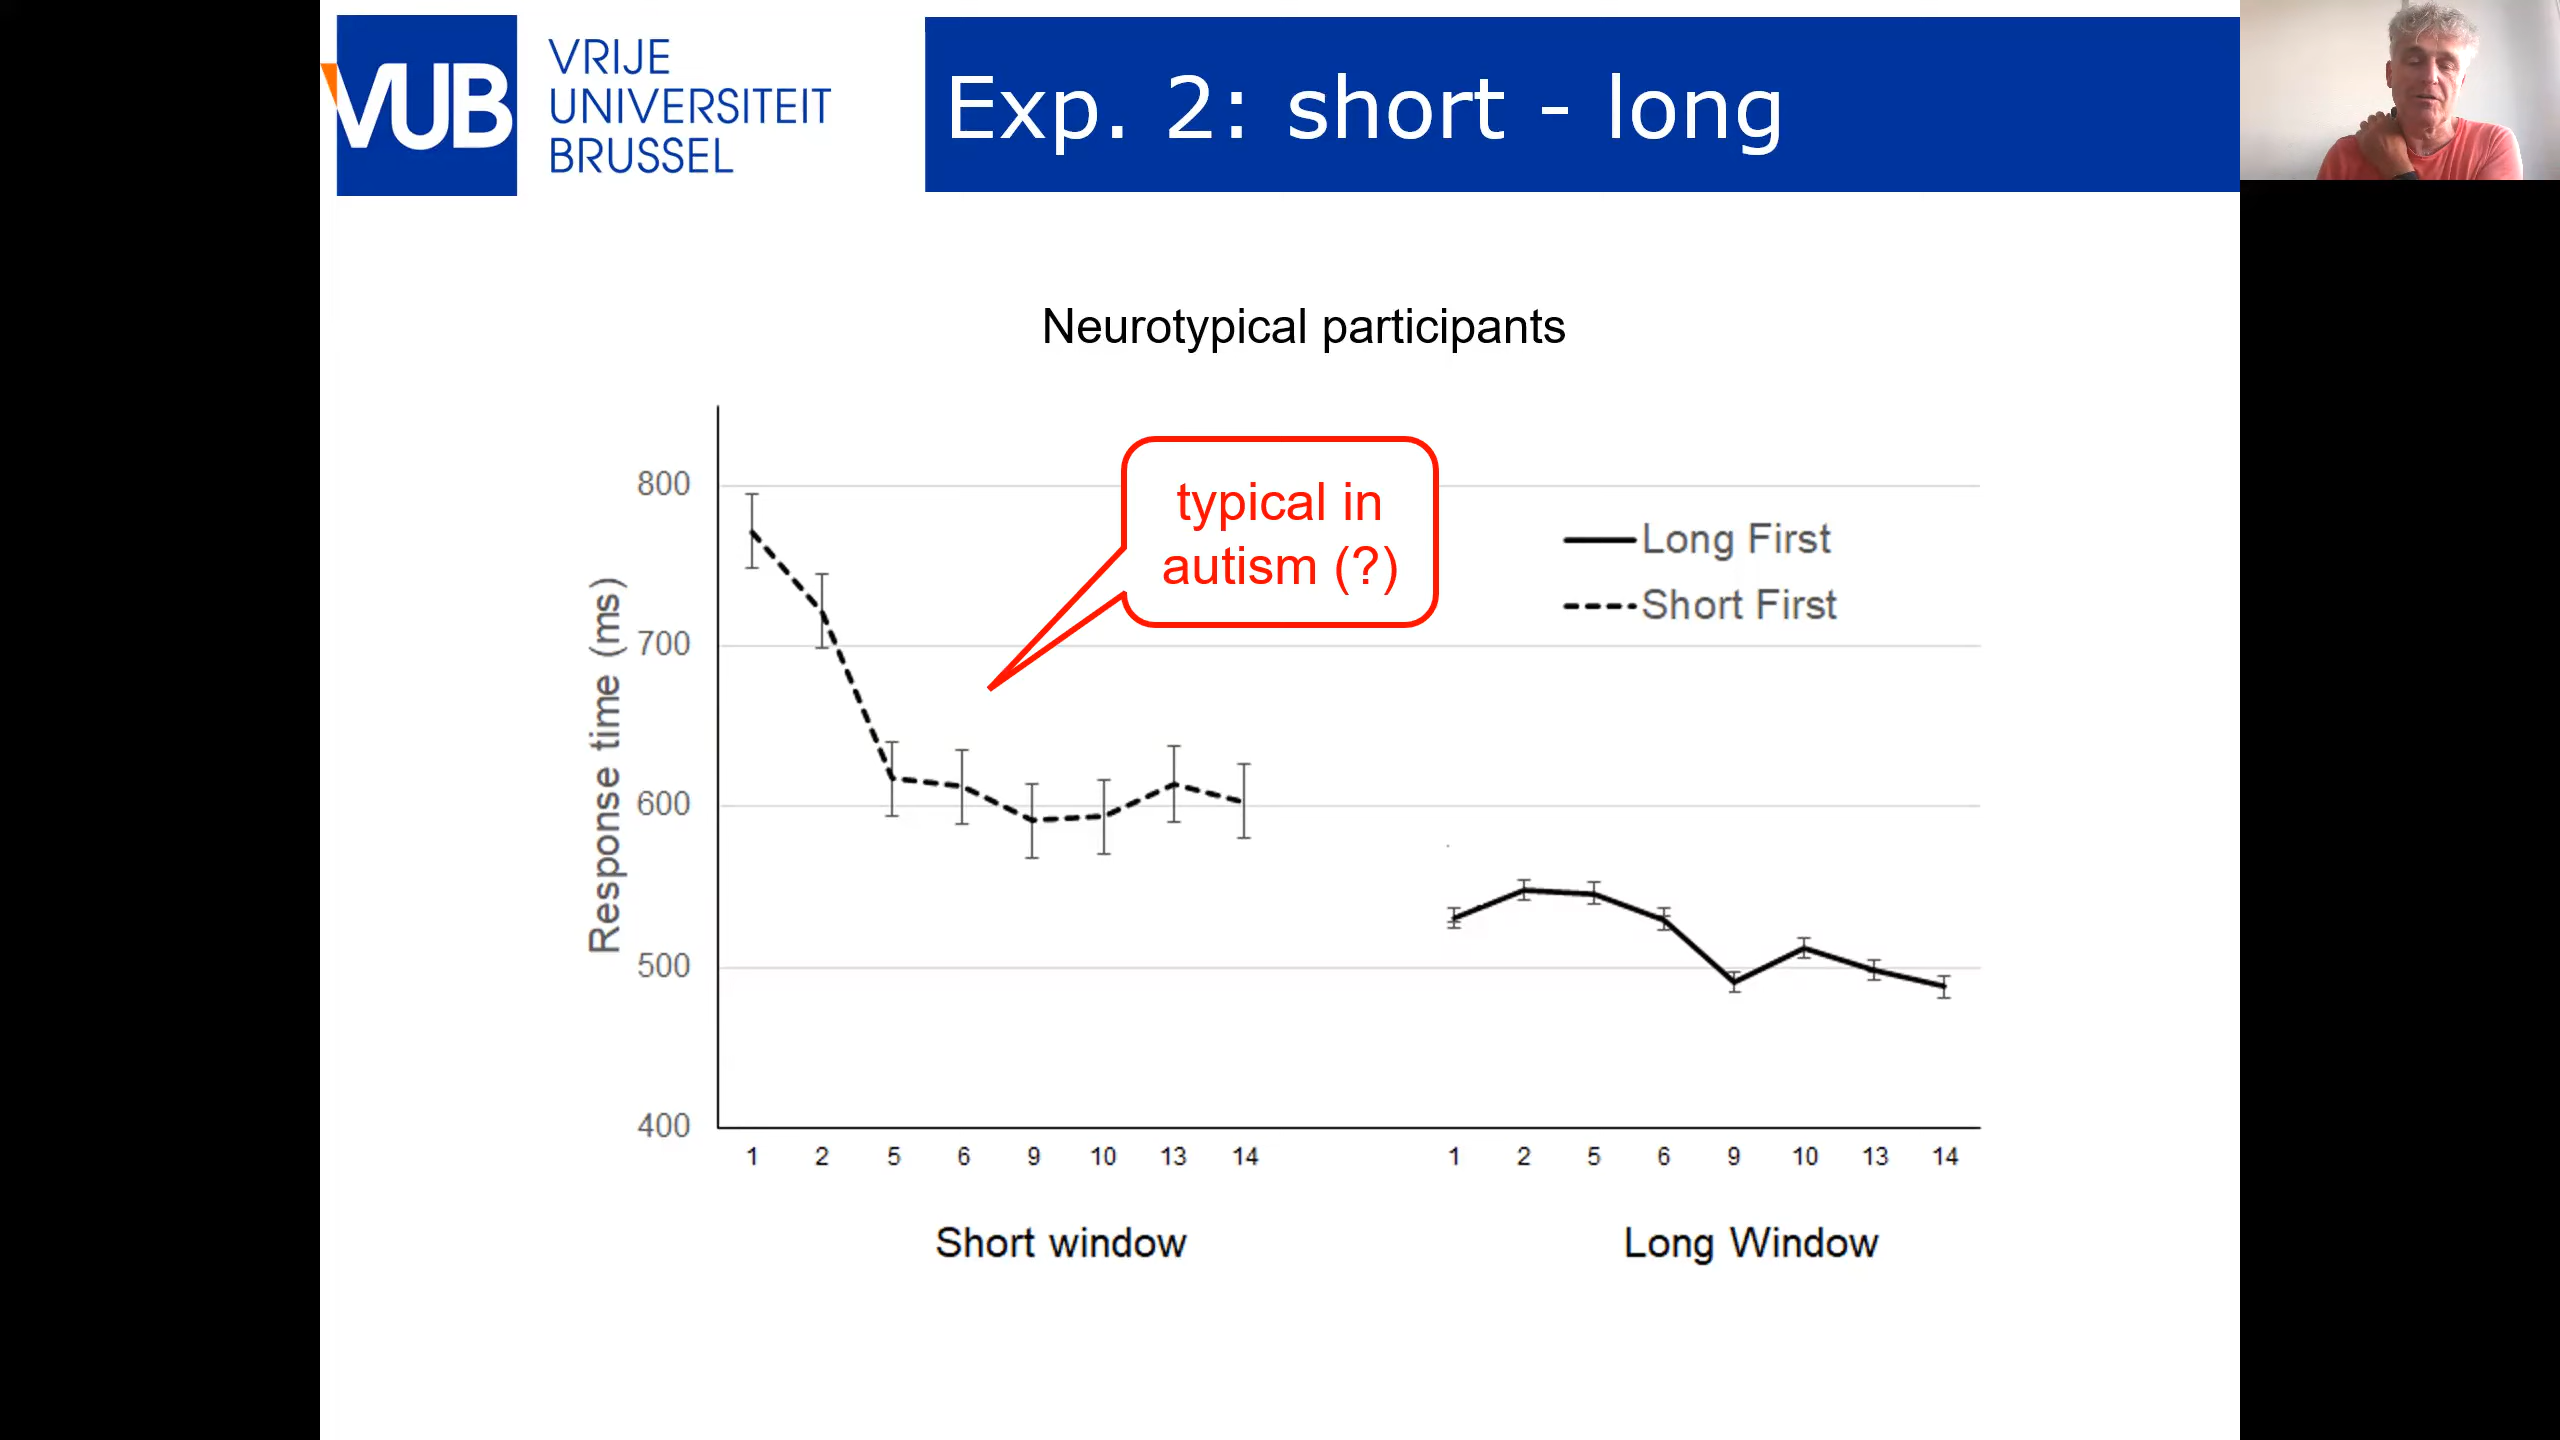 VUB
VRIJE
UNIVERSITEIT
BRUSSEL
Exp. 2: short - long
Neurotypical participants
typical in
autism (?)
Long First
Short First
Response time (ms)
800
700
600
500
400
1 2 5 6 9 10 13 14
1 2 5 6 9 10 13 14
Short window
Long Window